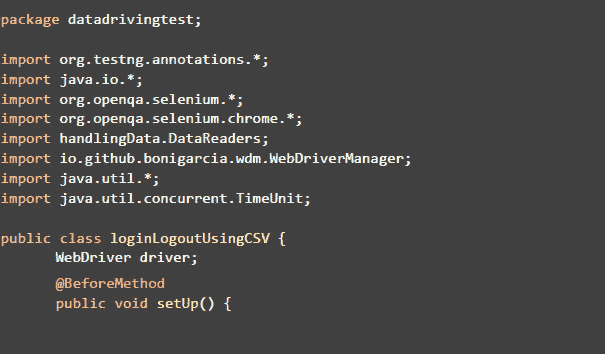 package datadrivingtest;
import org.testng.annotations.*;
import java.io.*;
import org.openqa.selenium.*;
import org.openqa.selenium.chrome.*;
import handlingData.DataReaders;
import io.github.bonigarcia.wdm.WebDriverManager;
import java.util.*;
import java.util.concurrent.TimeUnit;
public class loginLogoutUsingCSV {
WebDriver driver;
@BeforeMethod
public void setUp() {